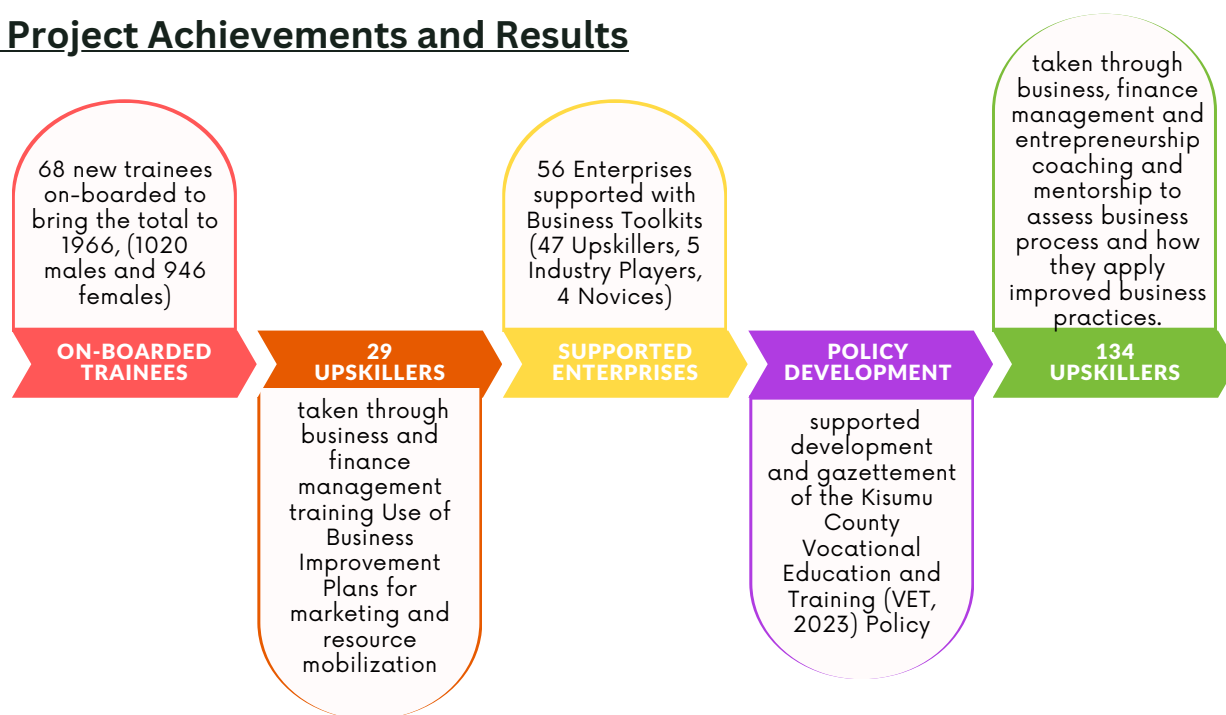 Project Achievements and Results
68 new trainees
on-boarded to
bring the total to
1966, (1020
males and 946
females)
ON-BOARDED
TRAINEES
29
UPSKILLERS
taken through
business and
finance
management
training Use of
Business
Improvement
Plans for
marketing and
resource
mobilization
56 Enterprises
supported with
Business Toolkits
(47 Upskillers, 5
Industry Players,
4 Novices)
SUPPORTED
ENTERPRISES
POLICY
DEVELOPMENT
supported
development
and gazettement
of the Kisumu
County
Vocational
Education and
Training (VET,
2023) Policy
taken through
business, finance
management and
entrepreneurship
coaching and
mentorship to
assess business
process and how
they apply
improved business
practices.
134
UPSKILLERS